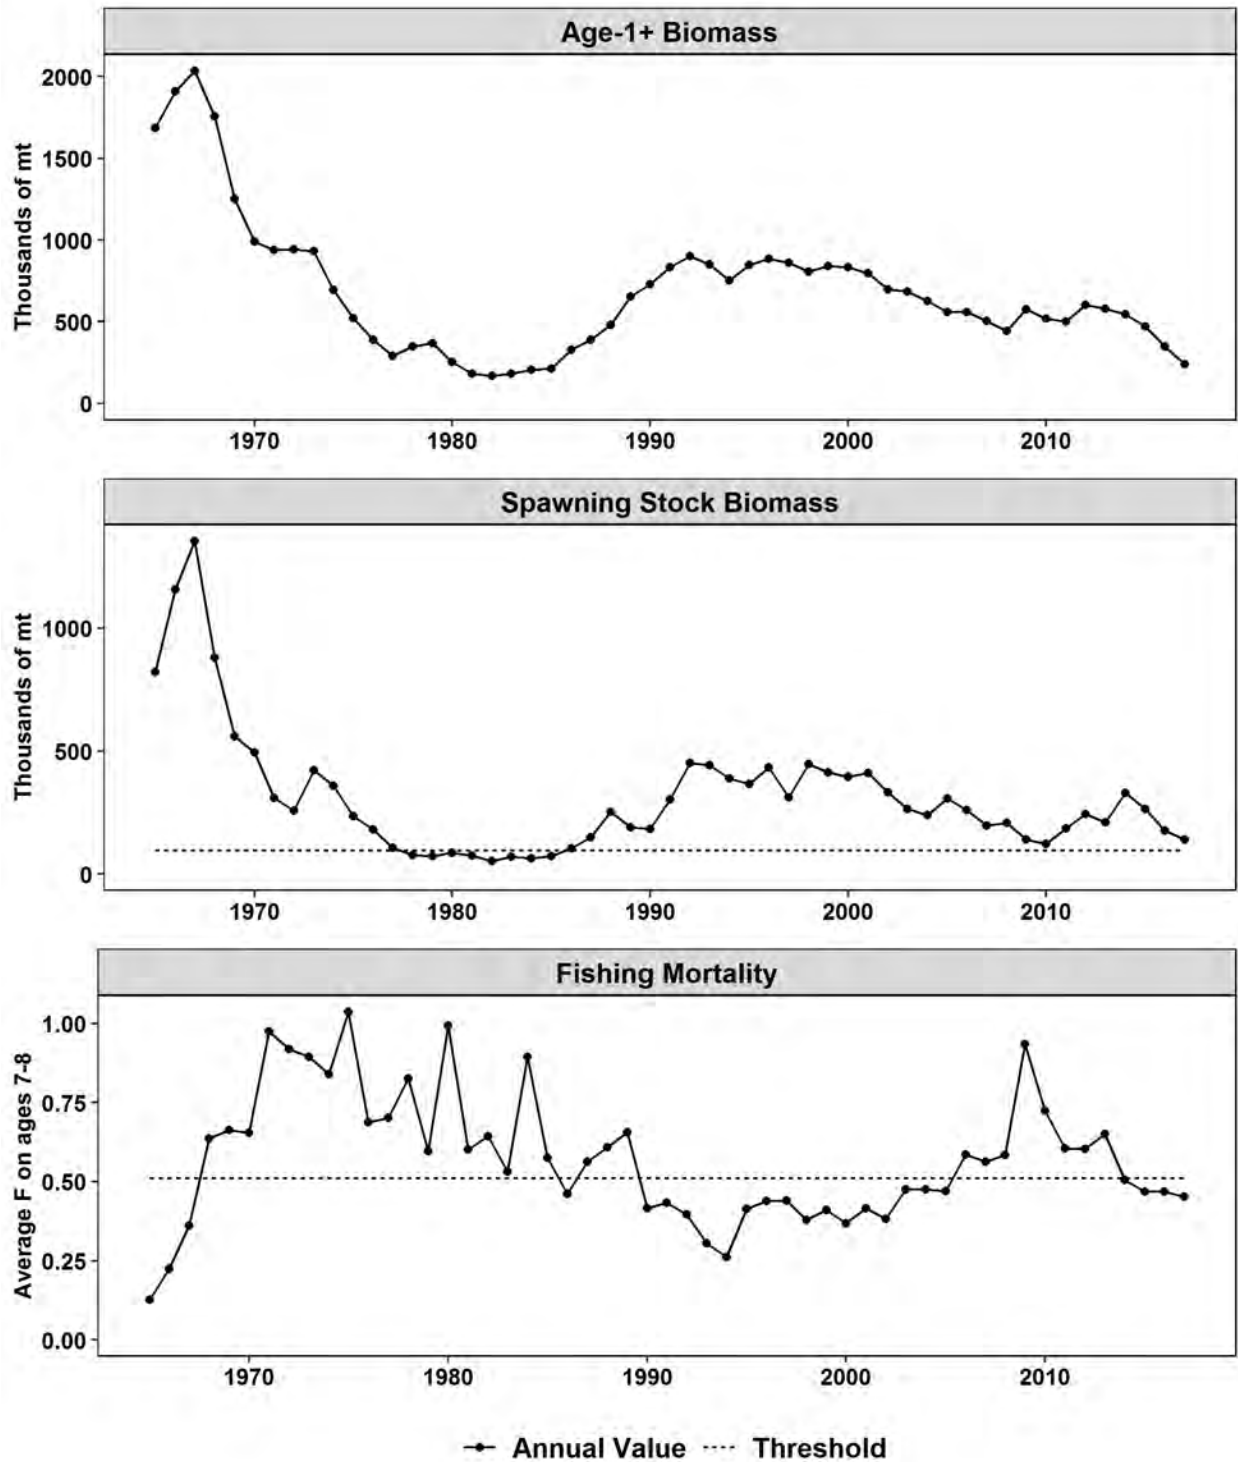 Age-1+ Biomass
Thousands of mt
2000
1500
1000
500
0
1970 1980 1990 2000 2010
Spawning Stock Biomass
Thousands of mt
1000
500
0
1970 1980 1990 2000 2010
Fishing Mortality
Average F on ages 7-8
1.00
0.75
0.50
0.25
0.00
1970 1980 1990 2000 2010
Annual Value Threshold